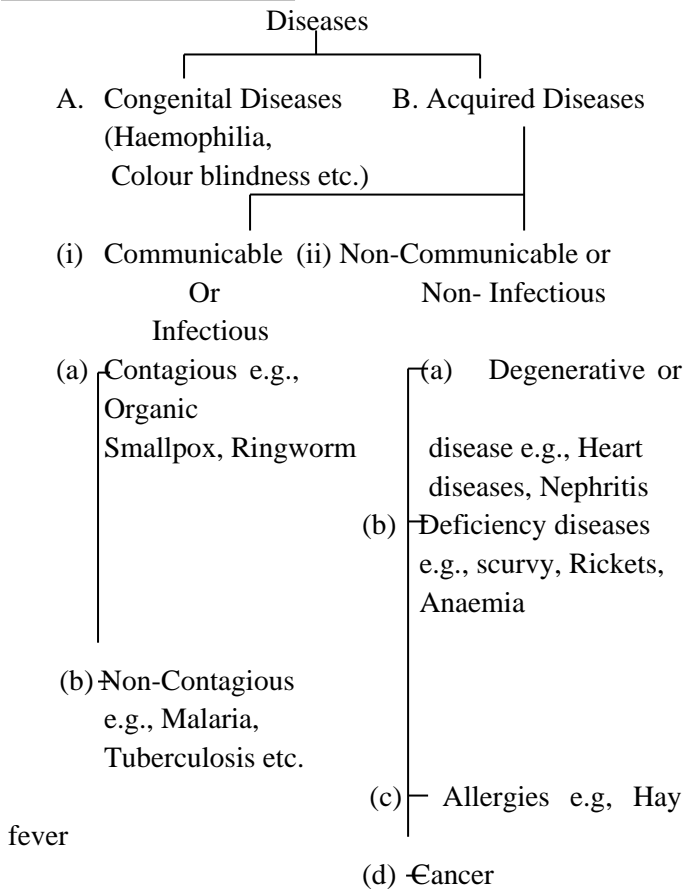 Diseases
A. Congenital Diseases B. Acquired Diseases
(Haemophilia,
Colour blindness etc.)
(i) Communicable (ii) Non-Communicable or
Or Non- Infectious
Infectious
(a) Contagious e.g., (a) Degenerative or
Organic
Smallpox, Ringworm disease e.g., Heart
diseases, Nephritis
(b) Deficiency diseases
e.g., scurvy, Rickets,
Anaemia
(b) Non-Contagious
e.g., Malaria,
Tuberculosis etc.
(c) Allergies e.g, Hay
fever
(d) Cancer